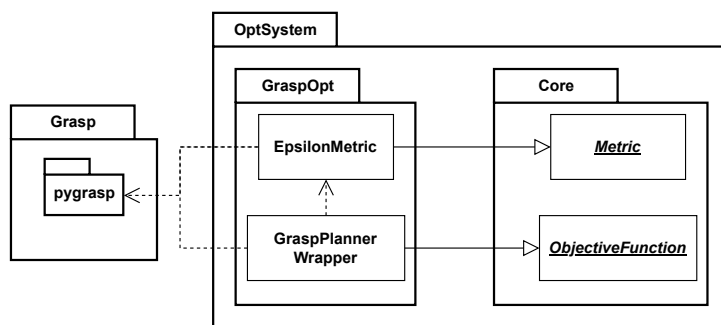 OptSystem
GraspOpt
Core
Grasp
EpsilonMetric
Metric
pygrasp
GraspPlanner
Wrapper
ObjectiveFunction